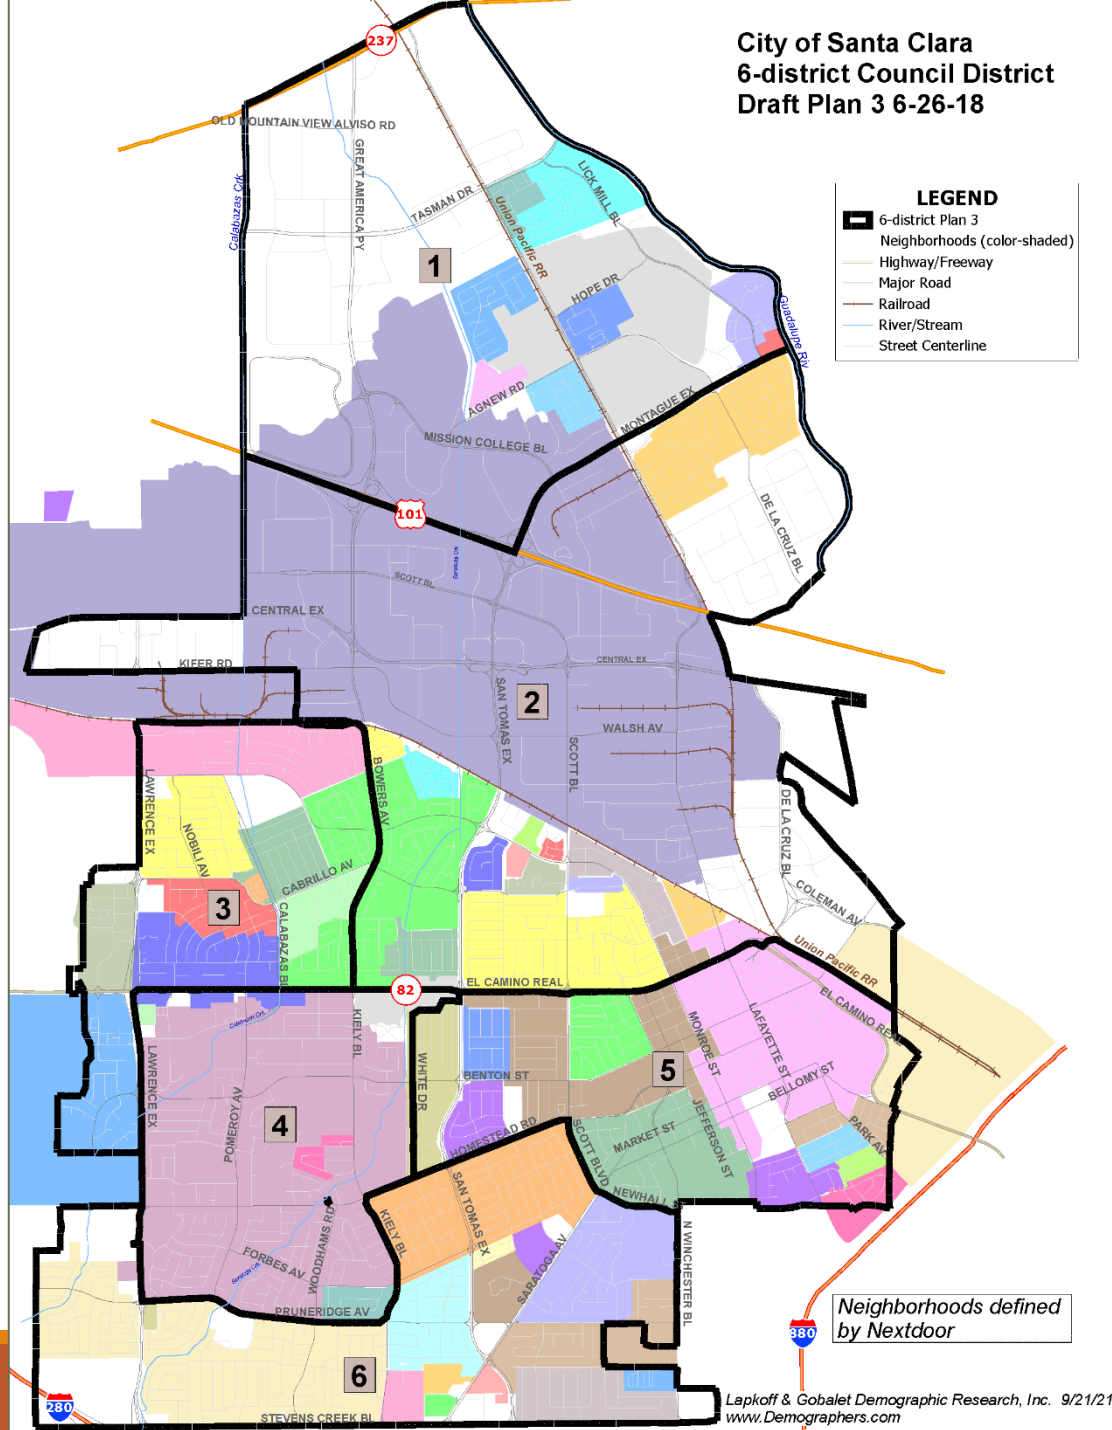 City of Santa Clara
6-district Council District
Draft Plan 3 6-26-18
LEGEND
6-district Plan 3
Neighborhoods (color-shaded)
Highway/Freeway
Major Road
Railroad
River/Stream
Street Centerline
237
OLD MOUNTAIN VIEW ALVISO RD
GREAT AMERICA PY
Calabazas Crk
TASMAN DR
LICK MILL BL
Union Pacific RR
1
HOPE DR
Guadalupe Riv
AGNEW RD
MONTAGUE EX
MISSION COLLEGE BL
101
DE LA CRUZ BL
SCOTT BL
CENTRAL EX
KIFER RD
CENTRAL EX
SAN TOMAS EX
2
WALSH AV
SCOTT BL
BOWERS AV
LAWRENCE EX
NOBILI AV
DE LA CRUZ BL
CABRILLO AV
COLEMAN AV
3
CALABAZAS BL
Union Pacific RR
EL CAMINO REAL
82
EL CAMINO REAL
KIELY BL
MONROE ST
LAFAYETTE ST
LAWRENCE EX
WHITE DR
BENTON ST
5
BELLOMY ST
POMEROY AV
4
JEFFERSON ST
PARK AV
HOMESTEAD RD
MARKET ST
SCOTT BLVD
NEWHALL ST
SAN TOMAS EX
KIELY BL
WOODHAMS RD
FORBES AV
Saratoga Crk
SARATOGA AV
N WINCHESTER BL
PRUNERIDGE AV
6
STEVENS CREEK BL
280
880
Neighborhoods defined
by Nextdoor
Lapkoff & Gobalet Demographic Research, Inc. 9/21/21
www.Demographers.com